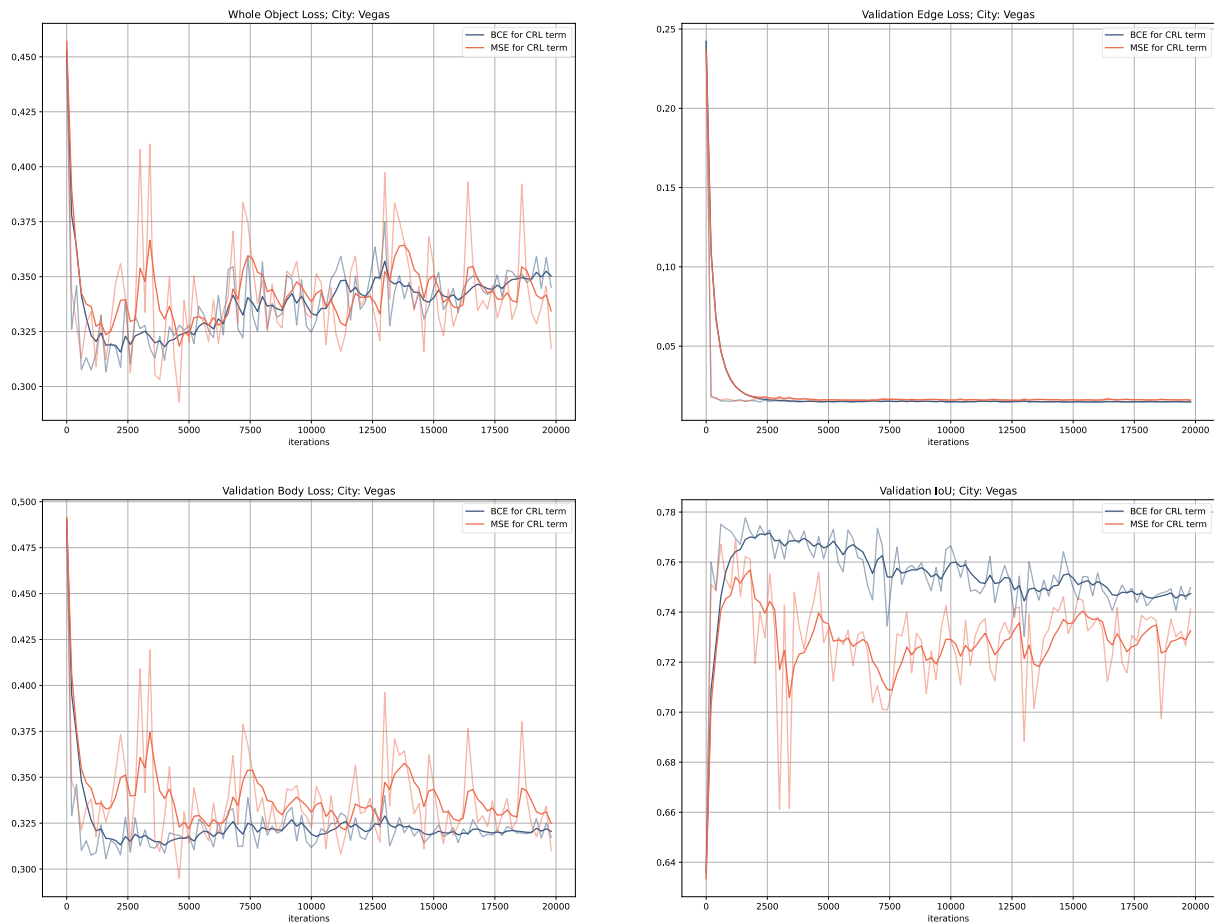 Whole Object Loss; City: Vegas
BCE for CRL term
MSE for CRL term
0.450
0.425
0.400
0.375
0.350
0.325
0.300
0 2500 5000 7500 10000 12500 15000 17500 20000
iterations
Validation Edge Loss; City: Vegas
BCE for CRL term
MSE for CRL term
0.25
0.20
0.15
0.10
0.05
0 2500 5000 7500 10000 12500 15000 17500 20000
iterations
Validation Body Loss; City: Vegas
BCE for CRL term
MSE for CRL term
0.500
0.475
0.450
0.425
0.400
0.375
0.350
0.325
0.300
0 2500 5000 7500 10000 12500 15000 17500 20000
iterations
Validation IoU; City: Vegas
BCE for CRL term
MSE for CRL term
0.78
0.76
0.74
0.72
0.70
0.68
0.66
0.64
0 2500 5000 7500 10000 12500 15000 17500 20000
iterations